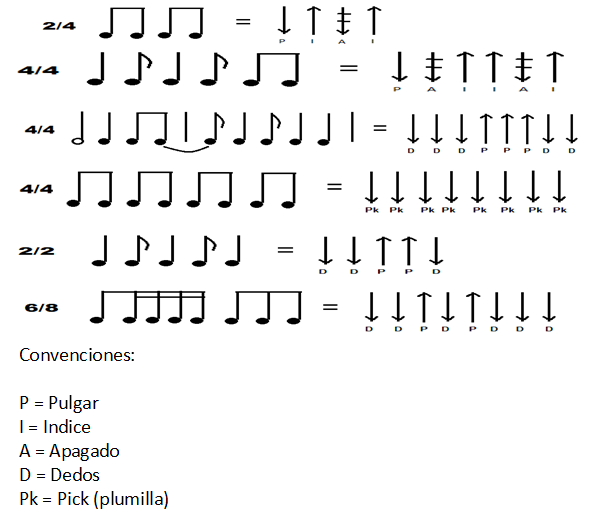 2/4 = P I A I
4/4 = P A I I A I
4/4 = D D D P P P D D
4/4 = Pk Pk Pk Pk Pk Pk Pk Pk
2/2 = D D P P D
6/8 = D D P D P D D D
Convenciones:
P = Pulgar
I = Indice
A = Apagado
D = Dedos
Pk = Pick (plumilla)